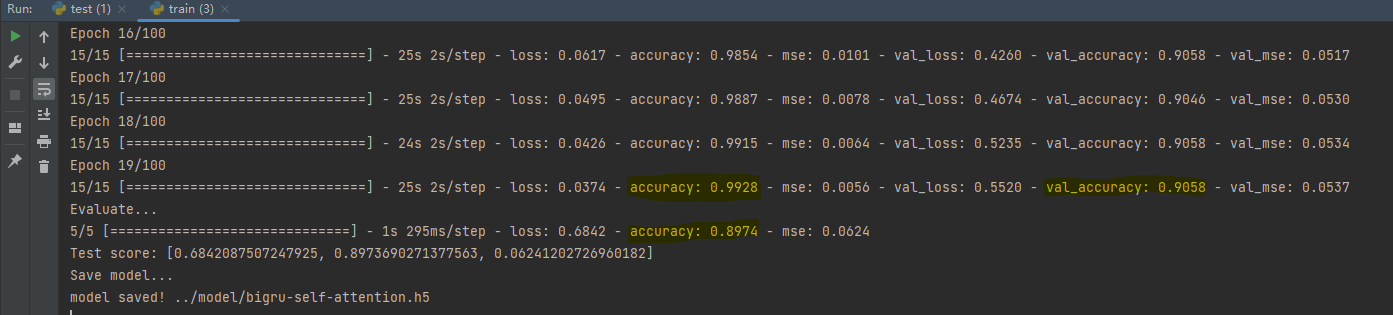 Run: test (1) × train (3) ×
Epoch 16/100
15/15 [==============================] - 25s 2s/step - loss: 0.0617 - accuracy: 0.9854 - mse: 0.0101 - val_loss: 0.4260 - val_accuracy: 0.9058 - val_mse: 0.0517
Epoch 17/100
15/15 [==============================] - 25s 2s/step - loss: 0.0495 - accuracy: 0.9887 - mse: 0.0078 - val_loss: 0.4674 - val_accuracy: 0.9046 - val_mse: 0.0530
Epoch 18/100
15/15 [==============================] - 24s 2s/step - loss: 0.0426 - accuracy: 0.9915 - mse: 0.0064 - val_loss: 0.5235 - val_accuracy: 0.9058 - val_mse: 0.0534
Epoch 19/100
15/15 [==============================] - 25s 2s/step - loss: 0.0374 - accuracy: 0.9928 - mse: 0.0056 - val_loss: 0.5520 - val_accuracy: 0.9058 - val_mse: 0.0537
Evaluate...
5/5 [==============================] - 1s 295ms/step - loss: 0.6842 - accuracy: 0.8974 - mse: 0.0624
Test score: [0.6842087507247925, 0.8973690271377563, 0.06241202726960182]
Save model...
model saved! ../model/bigru-self-attention.h5